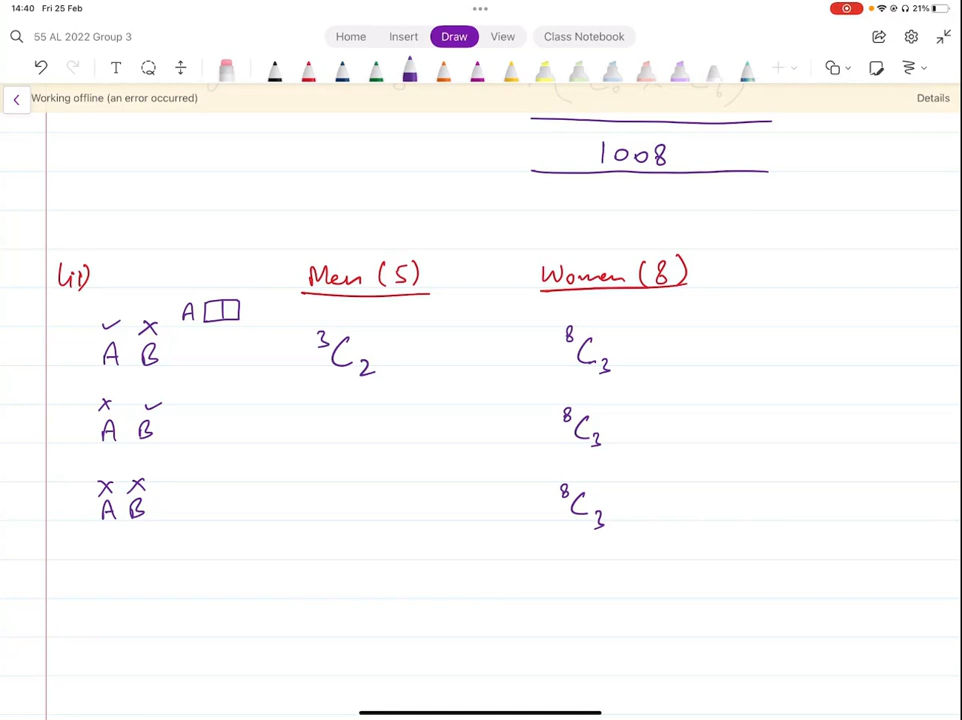 14:40 Fri 25 Feb 21%
55 AL 2022 Group 3 Home Insert Draw View Class Notebook
T
Working offline (an error occurred) Details
1008
(ii) Men (5) Women (8)
A
✓ ×
A B ³C₂ ⁸C₃
× ✓
A B ⁸C₃
× ×
A B ⁸C₃